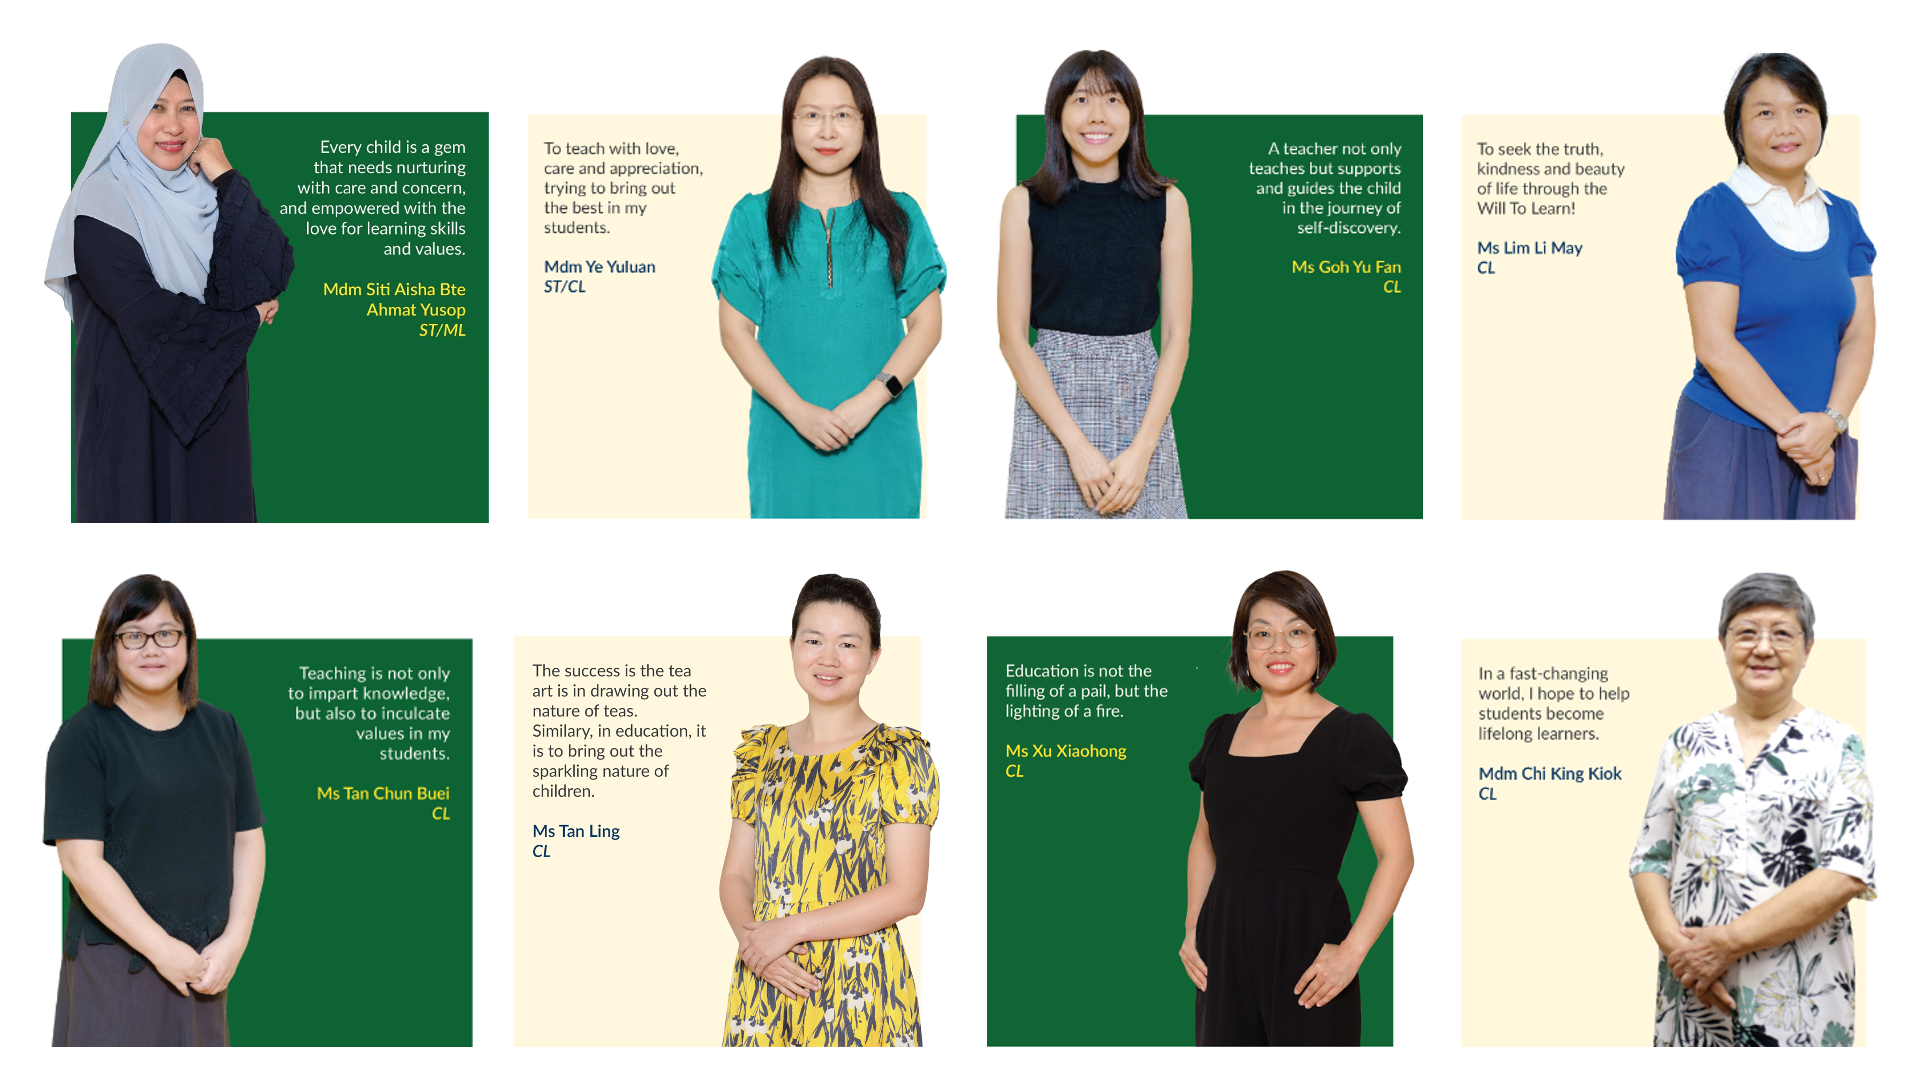 Every child is a gem
that needs nurturing
with care and concern,
and empowered with the
love for learning skills
and values.
Mdm Siti Aisha Bte
Ahmat Yusop
ST/ML
To teach with love,
care and appreciation,
trying to bring out
the best in my
students.
Mdm Ye Yuluan
ST/CL
A teacher not only
teaches but supports
and guides the child
in the journey of
self-discovery.
Ms Goh Yu Fan
CL
To seek the truth,
kindness and beauty
of life through the
Will To Learn!
Ms Lim Li May
CL
Teaching is not only
to impart knowledge,
but also to inculcate
values in my
students.
Ms Tan Chun Buei
CL
The success is the tea
art is in drawing out the
nature of teas.
Similary, in education, it
is to bring out the
sparkling nature of
children.
Ms Tan Ling
CL
Education is not the
filling of a pail, but the
lighting of a fire.
Ms Xu Xiaohong
CL
In a fast-changing
world, I hope to help
students become
lifelong learners.
Mdm Chi King Kiok
CL